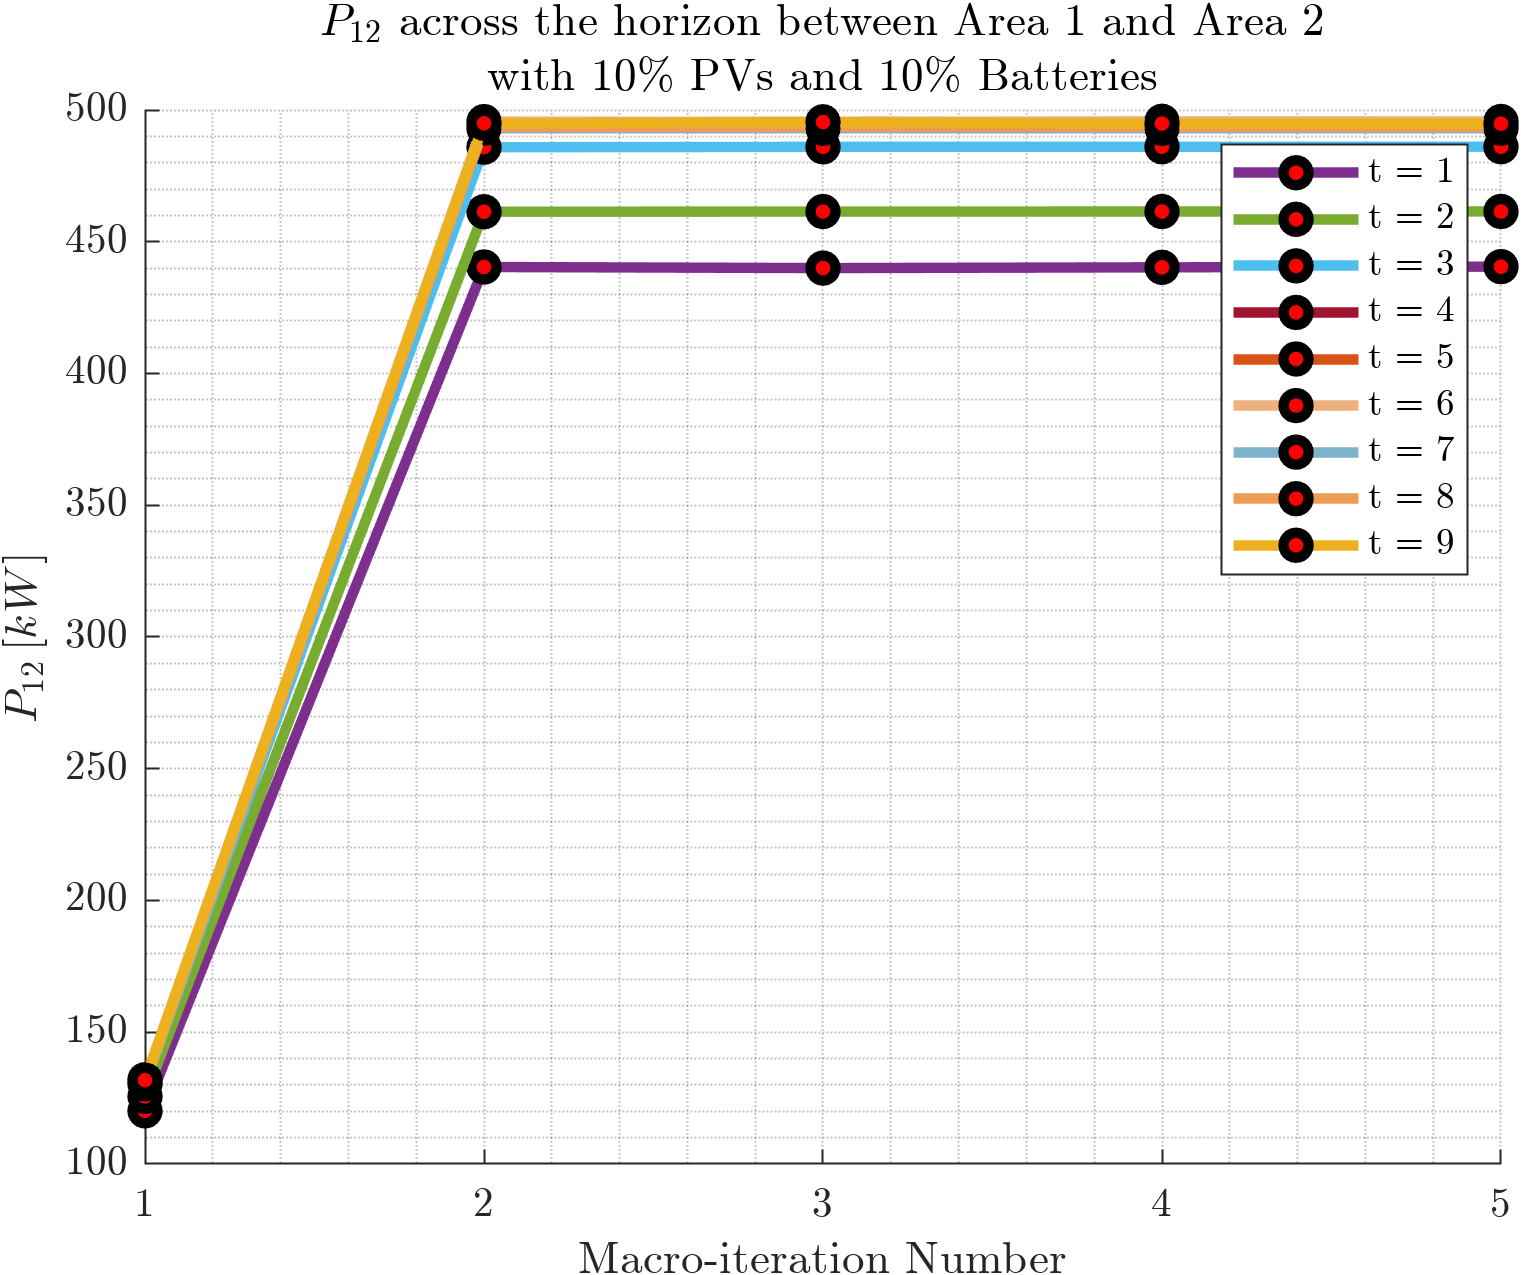 P12 across the horizon between Area 1 and Area 2
with 10% PVs and 10% Batteries
500
450
400
350
300
250
200
150
100
P12 [kW]
t = 1
t = 2
t = 3
t = 4
t = 5
t = 6
t = 7
t = 8
t = 9
1 2 3 4 5
Macro-iteration Number